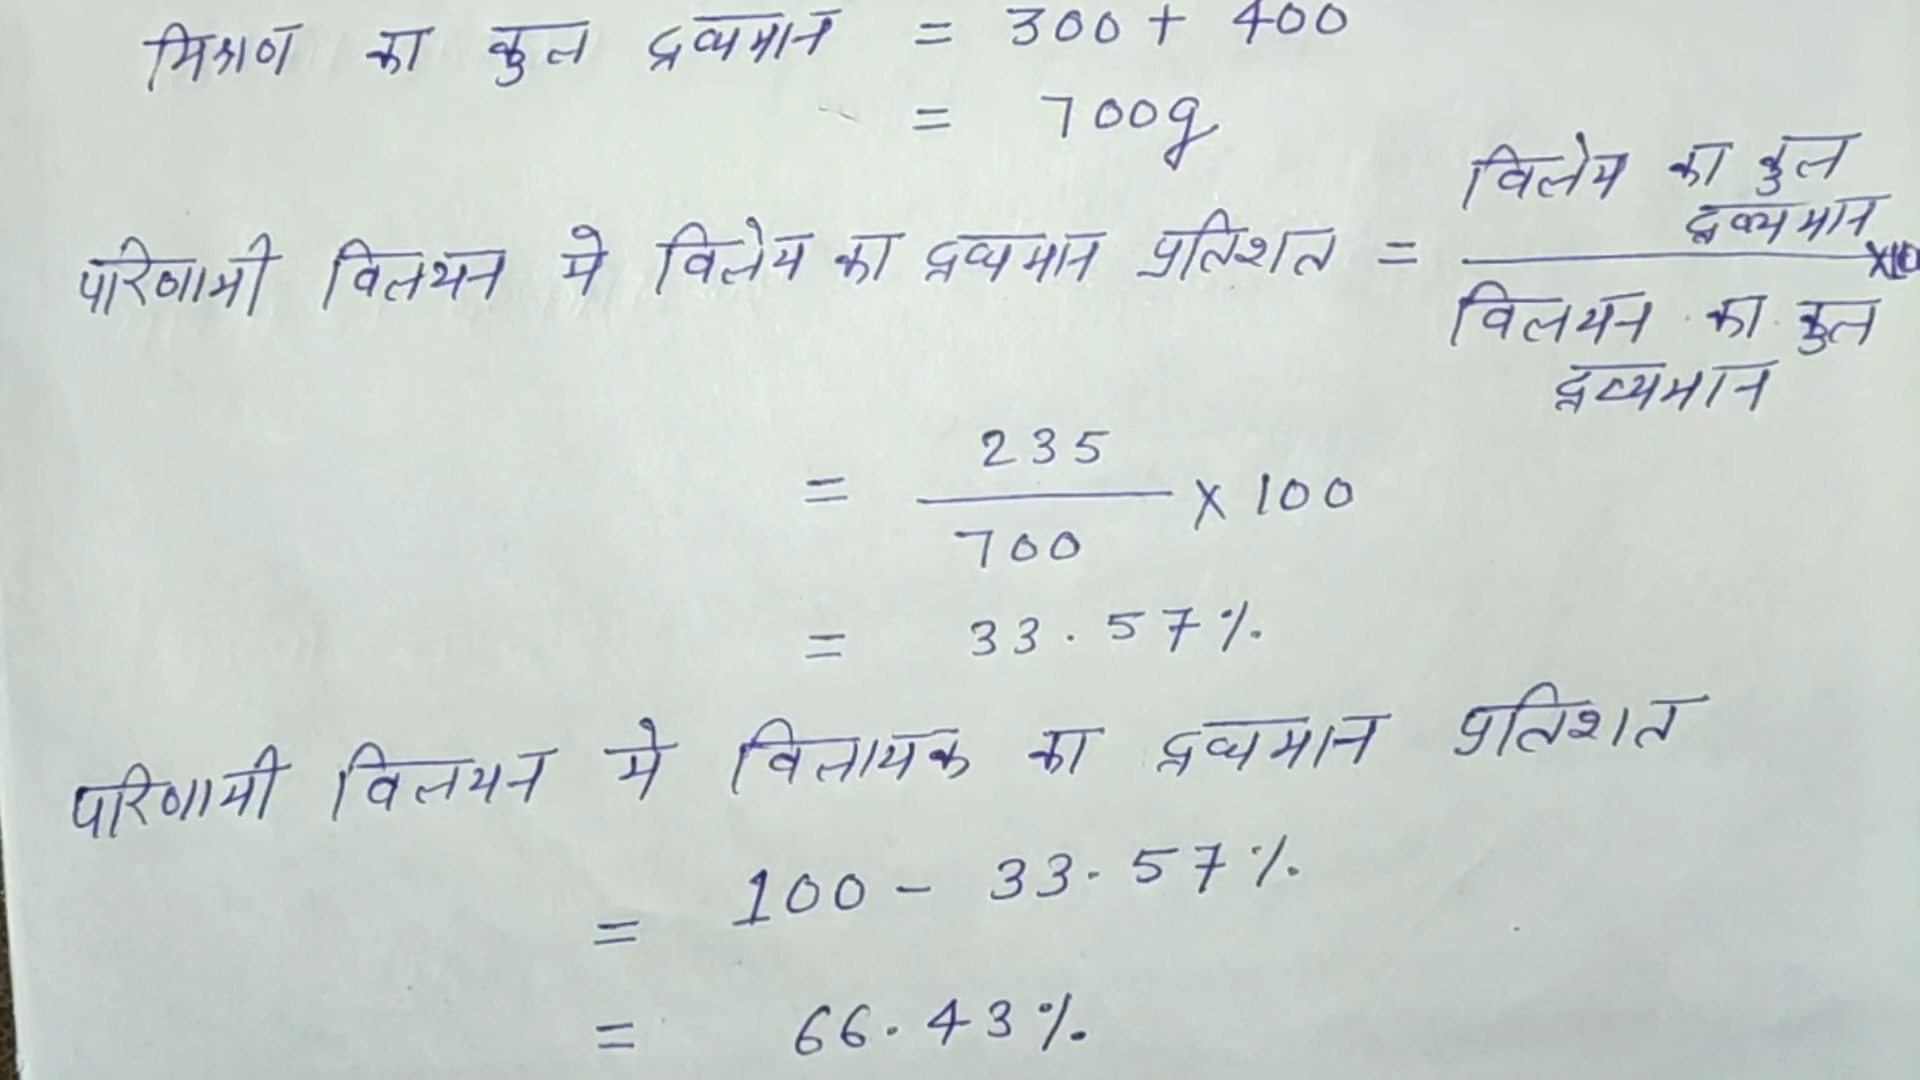 मिश्रण का कुल द्रव्यमान = 300 + 400
= 700g
परिणामी विलयन मे विलेय का द्रव्यमान प्रतिशत = विलेय का कुल द्रव्यमान / विलयन का कुल द्रव्यमान ×100
= 235 / 700 × 100
= 33.57%
परिणामी विलयन मे विलायक का द्रव्यमान प्रतिशत
= 100 - 33.57%
= 66.43%